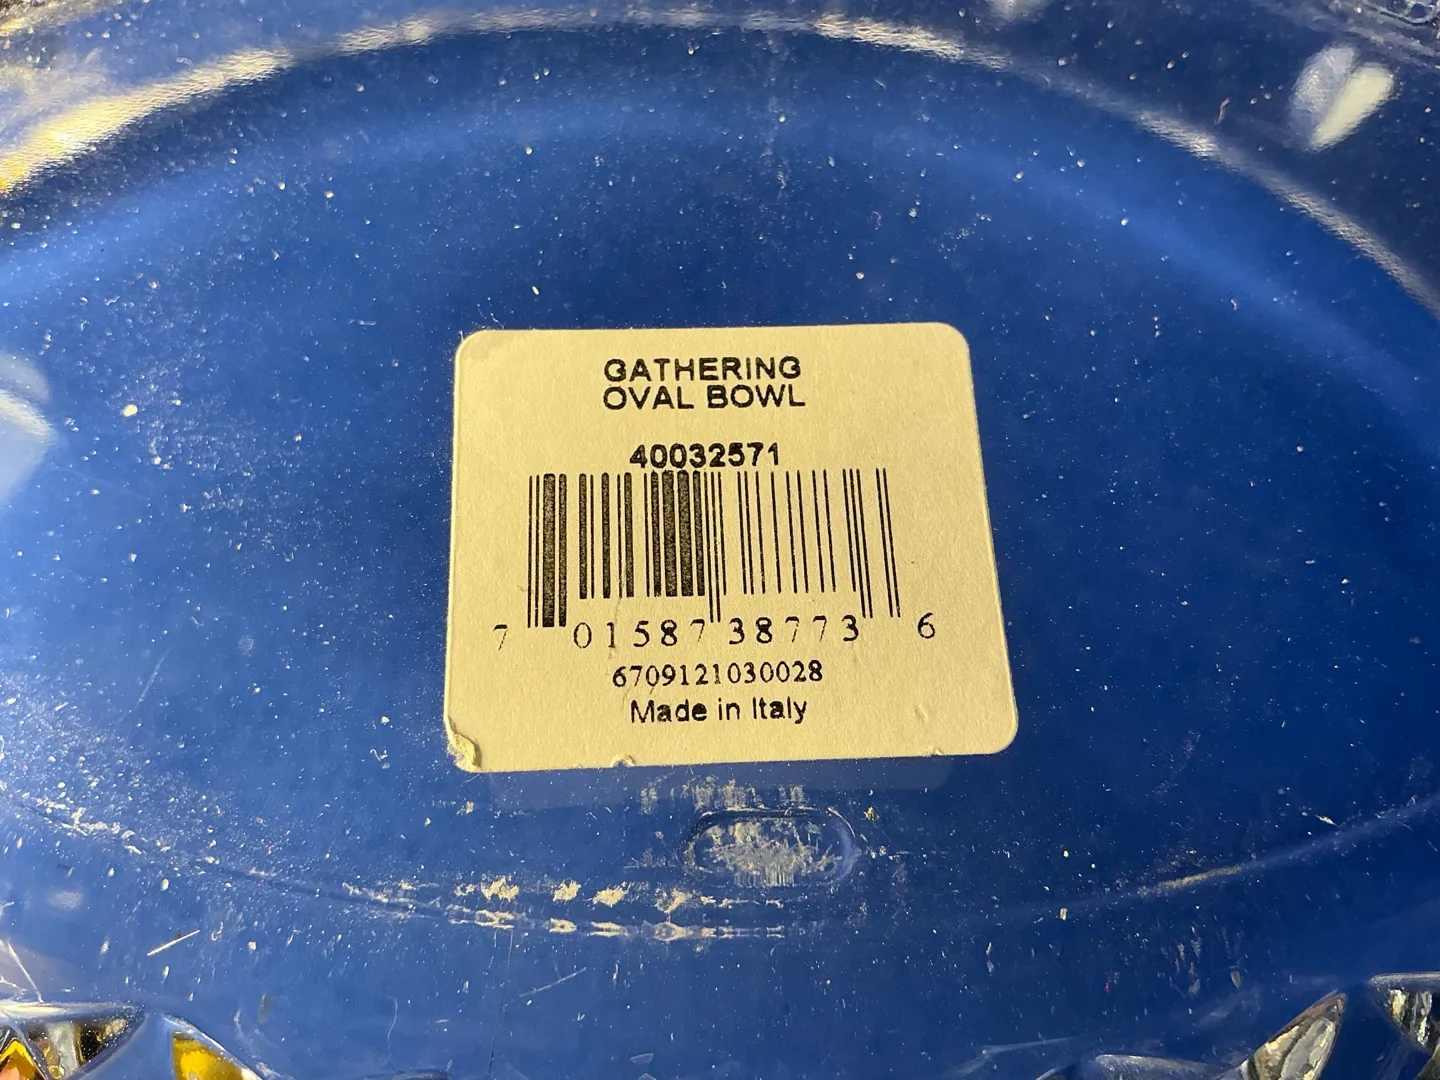 GATHERING
OVAL BOWL
40032571
7 01587 38773 6
6709121030028
Made in Italy